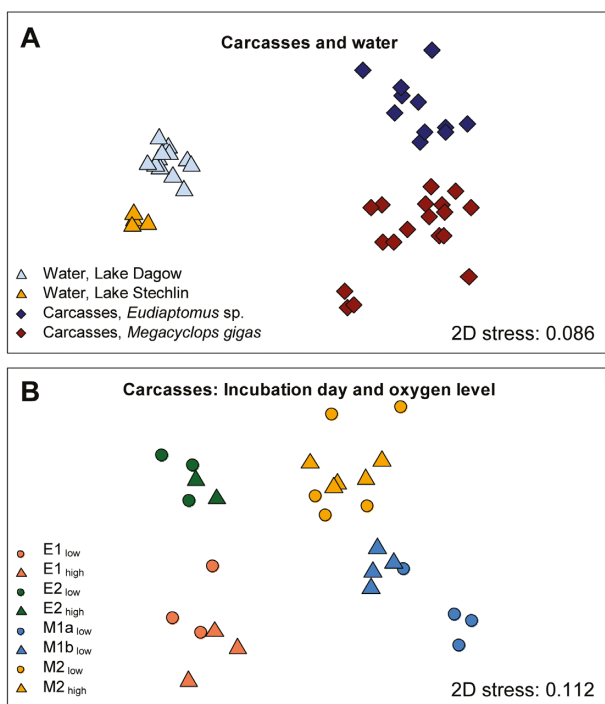 A
Carcasses and water
Water, Lake Dagow
Water, Lake Stechlin
Carcasses, Eudiaptomus sp.
Carcasses, Megacyclops gigas
2D stress: 0.086
B
Carcasses: Incubation day and oxygen level
E1 low
E1 high
E2 low
E2 high
M1a low
M1b low
M2 low
M2 high
2D stress: 0.112